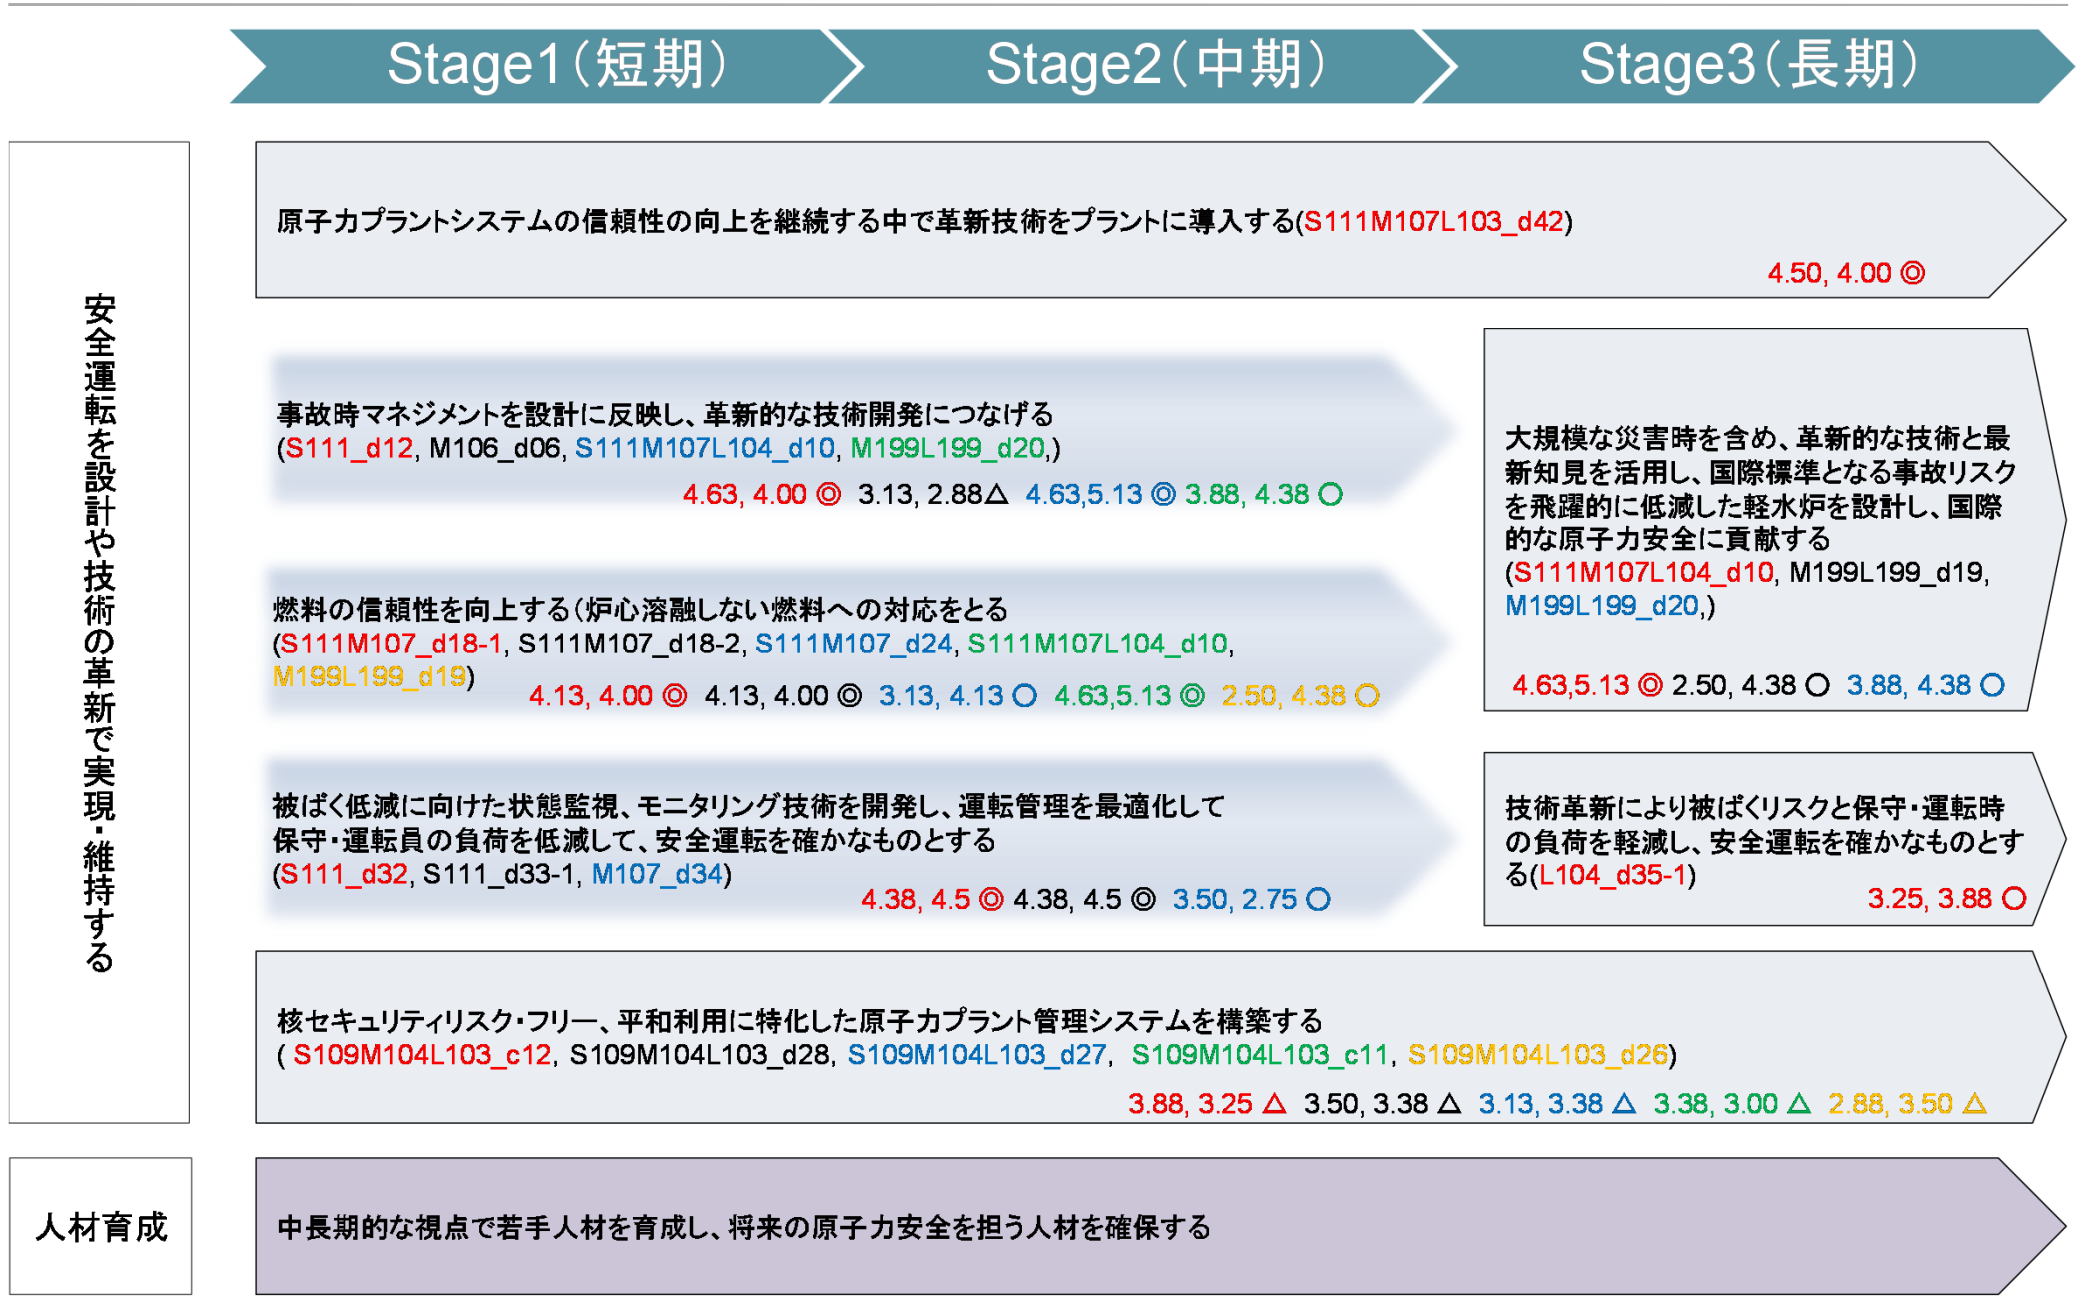 Stage1（短期）
Stage2（中期）
Stage3（長期）
安全運転を設計や技術の革新で実現・維持する
原子力プラントシステムの信頼性の向上を継続する中で革新技術をプラントに導入する(S111M107L103_d42)
4.50, 4.00 ◎
事故時マネジメントを設計に反映し、革新的な技術開発につなげる
(S111_d12, M106_d06, S111M107L104_d10, M199L199_d20,)
4.63, 4.00 ◎ 3.13, 2.88△ 4.63,5.13 ◎ 3.88, 4.38 ○
燃料の信頼性を向上する（炉心溶融しない燃料への対応をとる
(S111M107_d18-1, S111M107_d18-2, S111M107_d24, S111M107L104_d10,
M199L199_d19)
4.13, 4.00 ◎ 4.13, 4.00 ◎ 3.13, 4.13 ○ 4.63,5.13 ◎ 2.50, 4.38 ○
大規模な災害時を含め、革新的な技術と最
新知見を活用し、国際標準となる事故リスク
を飛躍的に低減した軽水炉を設計し、国際
的な原子力安全に貢献する
(S111M107L104_d10, M199L199_d19,
M199L199_d20,)
4.63,5.13 ◎ 2.50, 4.38 ○ 3.88, 4.38 ○
被ばく低減に向けた状態監視、モニタリング技術を開発し、運転管理を最適化して
保守・運転員の負荷を低減して、安全運転を確かなものとする
(S111_d32, S111_d33-1, M107_d34)
4.38, 4.5 ◎ 4.38, 4.5 ◎ 3.50, 2.75 ○
技術革新により被ばくリスクと保守・運転時
の負荷を軽減し、安全運転を確かなものとす
る(L104_d35-1)
3.25, 3.88 ○
核セキュリティリスク・フリー、平和利用に特化した原子力プラント管理システムを構築する
( S109M104L103_c12, S109M104L103_d28, S109M104L103_d27, S109M104L103_c11, S109M104L103_d26)
3.88, 3.25 △ 3.50, 3.38 △ 3.13, 3.38 △ 3.38, 3.00 △ 2.88, 3.50 △
人材育成
中長期的な視点で若手人材を育成し、将来の原子力安全を担う人材を確保する